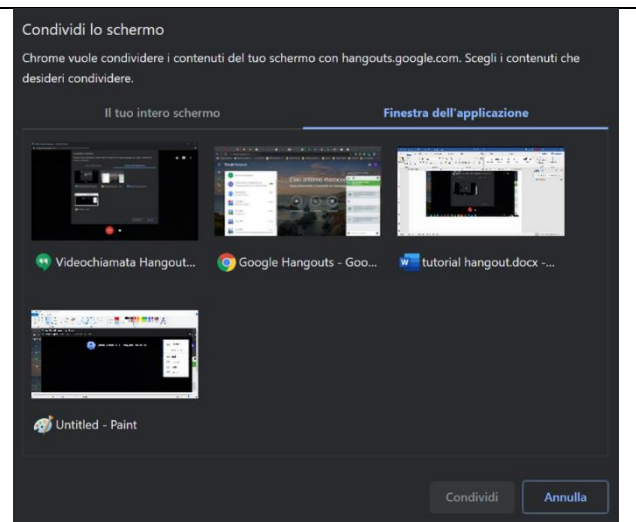 Condividi lo schermo
Chrome vuole condividere i contenuti del tuo schermo con hangouts.google.com. Scegli i contenuti che
desideri condividere.
Il tuo intero schermo
Finestra dell'applicazione
Videochiamata Hangout...
Google Hangouts - Goo...
tutorial hangout.docx -...
Untitled - Paint
Condividi
Annulla